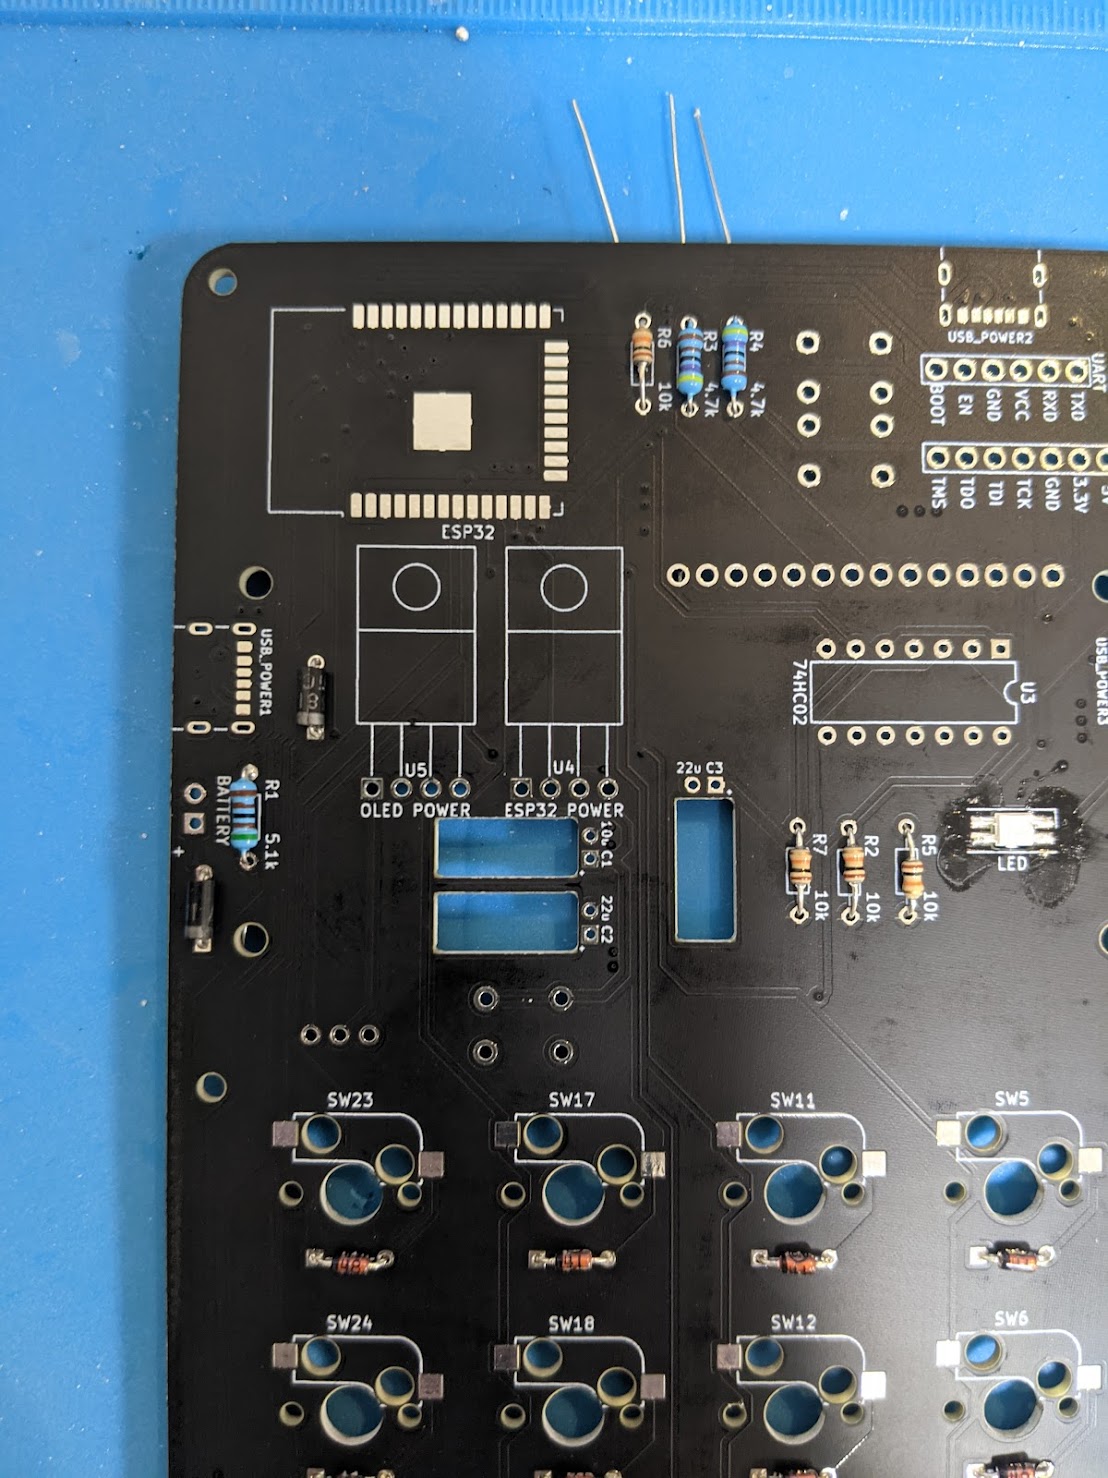 USB_POWER2
R6
10k
R3
4.7k
R4
4.7k
UART
BOOT
EN
GND
VCC
RXD
TXD
TMS
TDO
TDI
TCK
GND
3.3V
ESP32
USB_POWER1
74HC02
U3
USB_POWER3
U5
OLED POWER
U4
ESP32 POWER
22u C3
BATTERY
+
R1
5.1k
10u
C1
22u
C2
R7
10k
R2
10k
R5
10k
LED
SW23
SW17
SW11
SW5
SW24
SW18
SW12
SW6